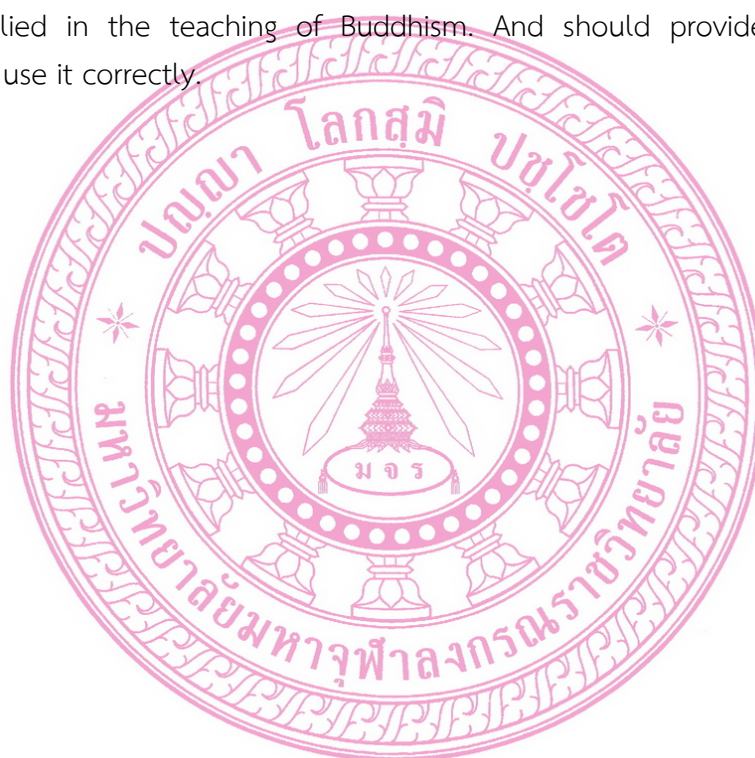 lied in the teaching of Buddhism. And should provide
use it correctly.
ปญฺญา โลกสฺมิ ปชฺโชโต
ม จ ร
มหาวิทยาลัยมหาจุฬาลงกรณราชวิทยาลัย